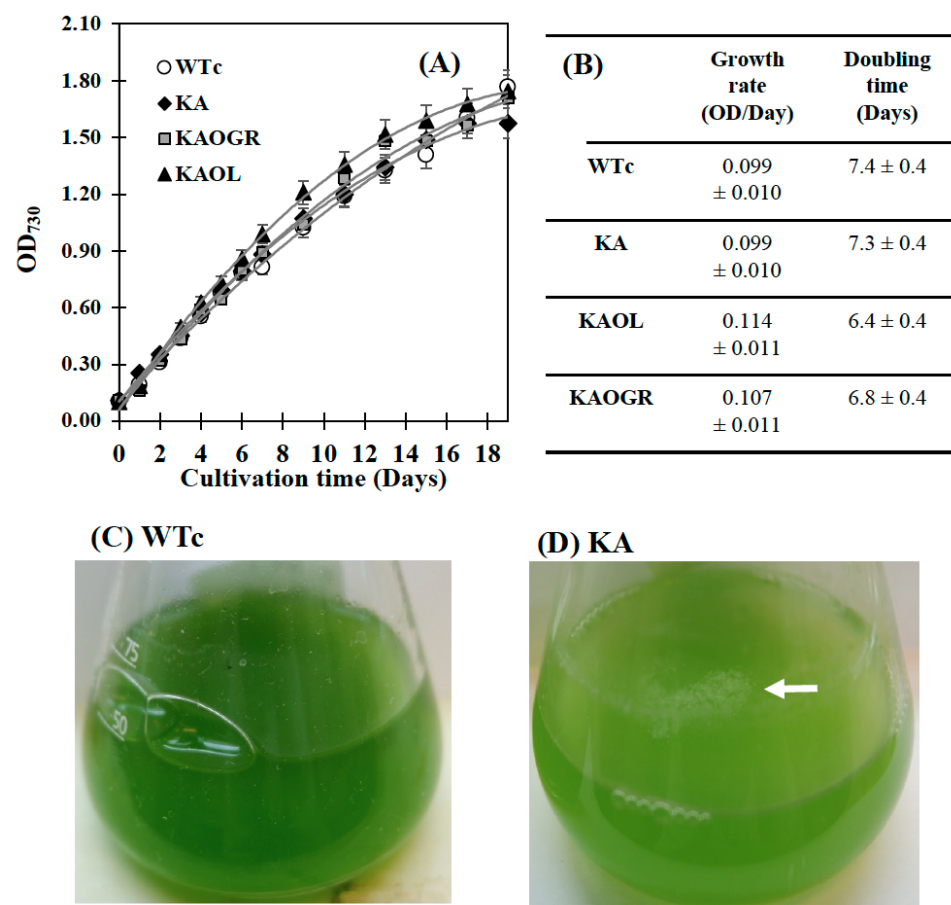 (A)
WTc
KA
KAOGR
KAOL
OD730
2.10
1.80
1.50
1.20
0.90
0.60
0.30
0.00
0 2 4 6 8 10 12 14 16 18
Cultivation time (Days)
(B)
Growth rate (OD/Day)
Doubling time (Days)
WTc 0.099 ± 0.010 7.4 ± 0.4
KA 0.099 ± 0.010 7.3 ± 0.4
KAOL 0.114 ± 0.011 6.4 ± 0.4
KAOGR 0.107 ± 0.011 6.8 ± 0.4
(C) WTc
75
50
(D) KA